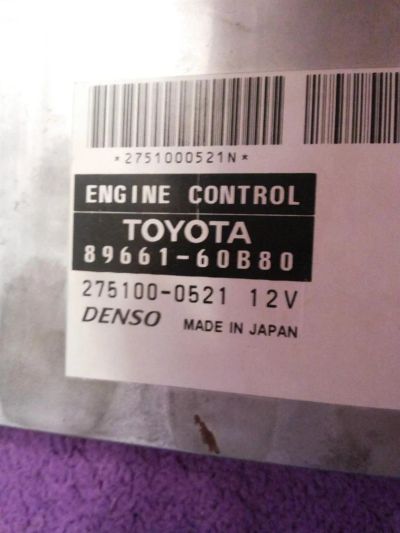 *2751000521N*
ENGINE CONTROL
TOYOTA
89661-60B80
275100-0521 12V
DENSO MADE IN JAPAN